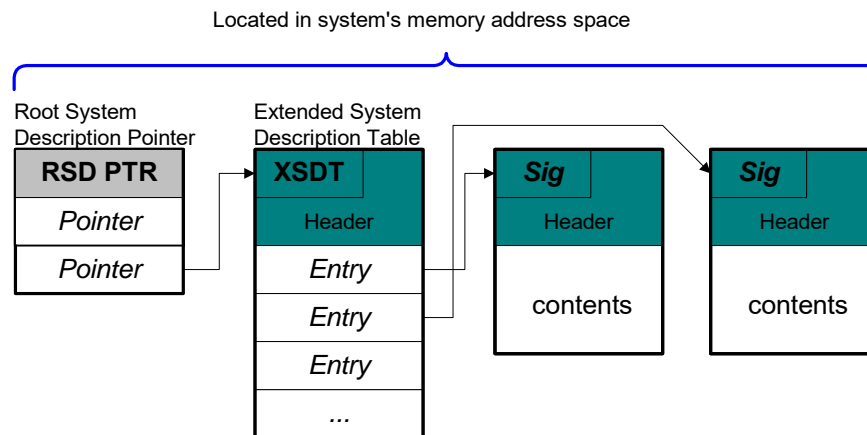 Located in system's memory address space
Root System
Description Pointer
RSD PTR
Pointer
Pointer
Extended System
Description Table
XSDT
Header
Entry
Entry
Entry
...
Sig
Header
contents
Sig
Header
contents